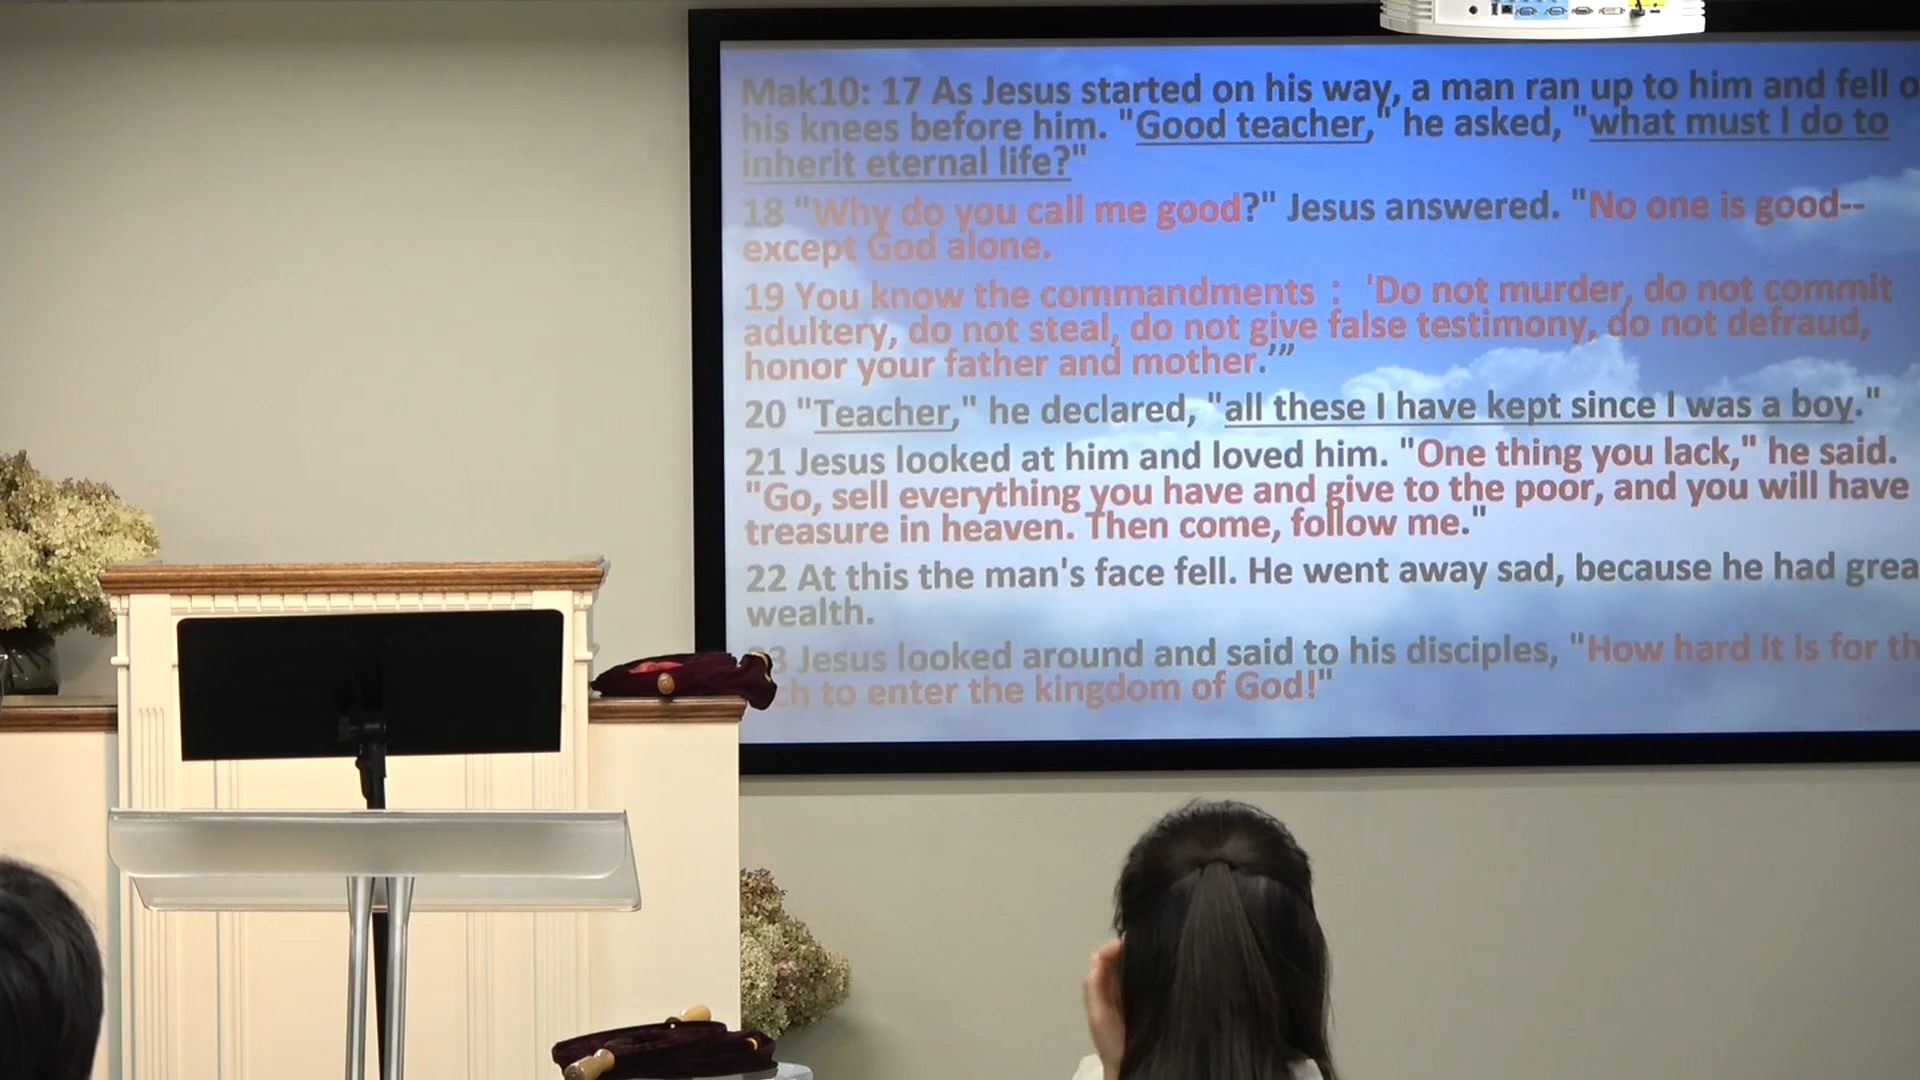 Mak10: 17 As Jesus started on his way, a man ran up to him and fell o
his knees before him. "Good teacher," he asked, "what must I do to
inherit eternal life?"
18 "Why do you call me good?" Jesus answered. "No one is good--
except God alone.
19 You know the commandments : 'Do not murder, do not commit
adultery, do not steal, do not give false testimony, do not defraud,
honor your father and mother.'”
20 "Teacher," he declared, "all these I have kept since I was a boy."
21 Jesus looked at him and loved him. "One thing you lack," he said.
"Go, sell everything you have and give to the poor, and you will have
treasure in heaven. Then come, follow me."
22 At this the man's face fell. He went away sad, because he had grea
wealth.
3 Jesus looked around and said to his disciples, "How hard it is for th
ch to enter the kingdom of God!"